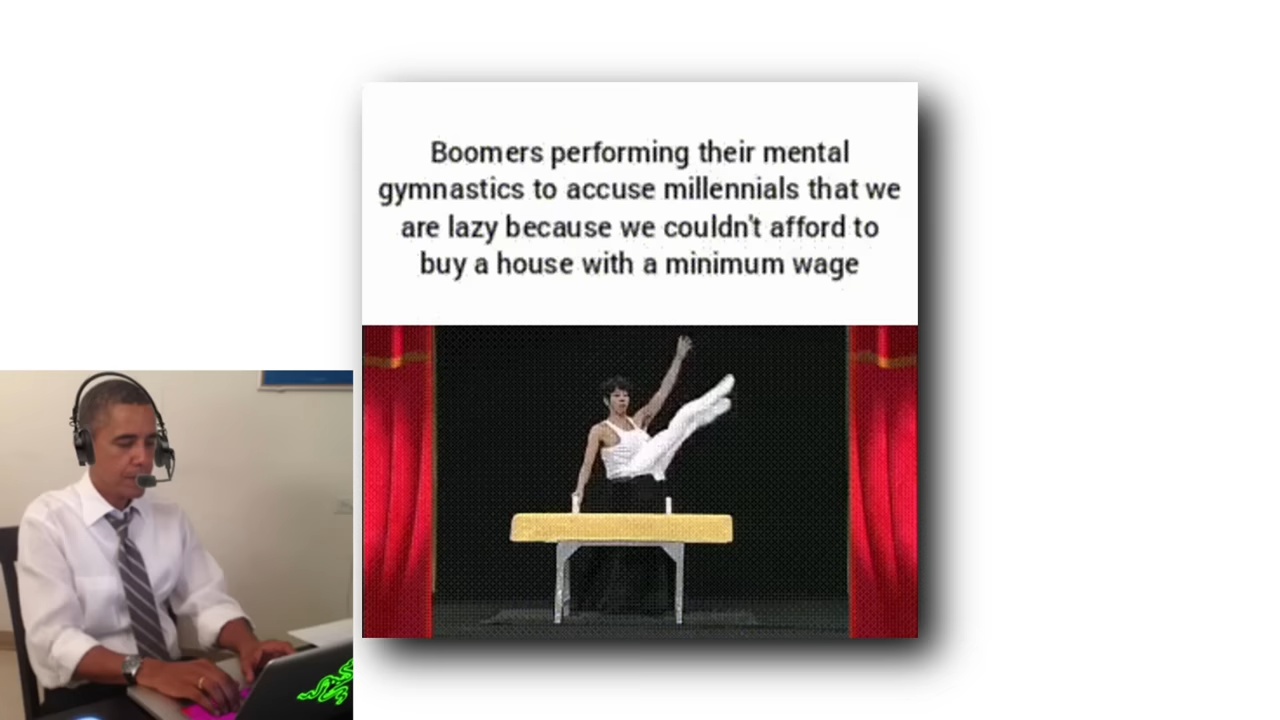 Boomers performing their mental
gymnastics to accuse millennials that we
are lazy because we couldn't afford to
buy a house with a minimum wage